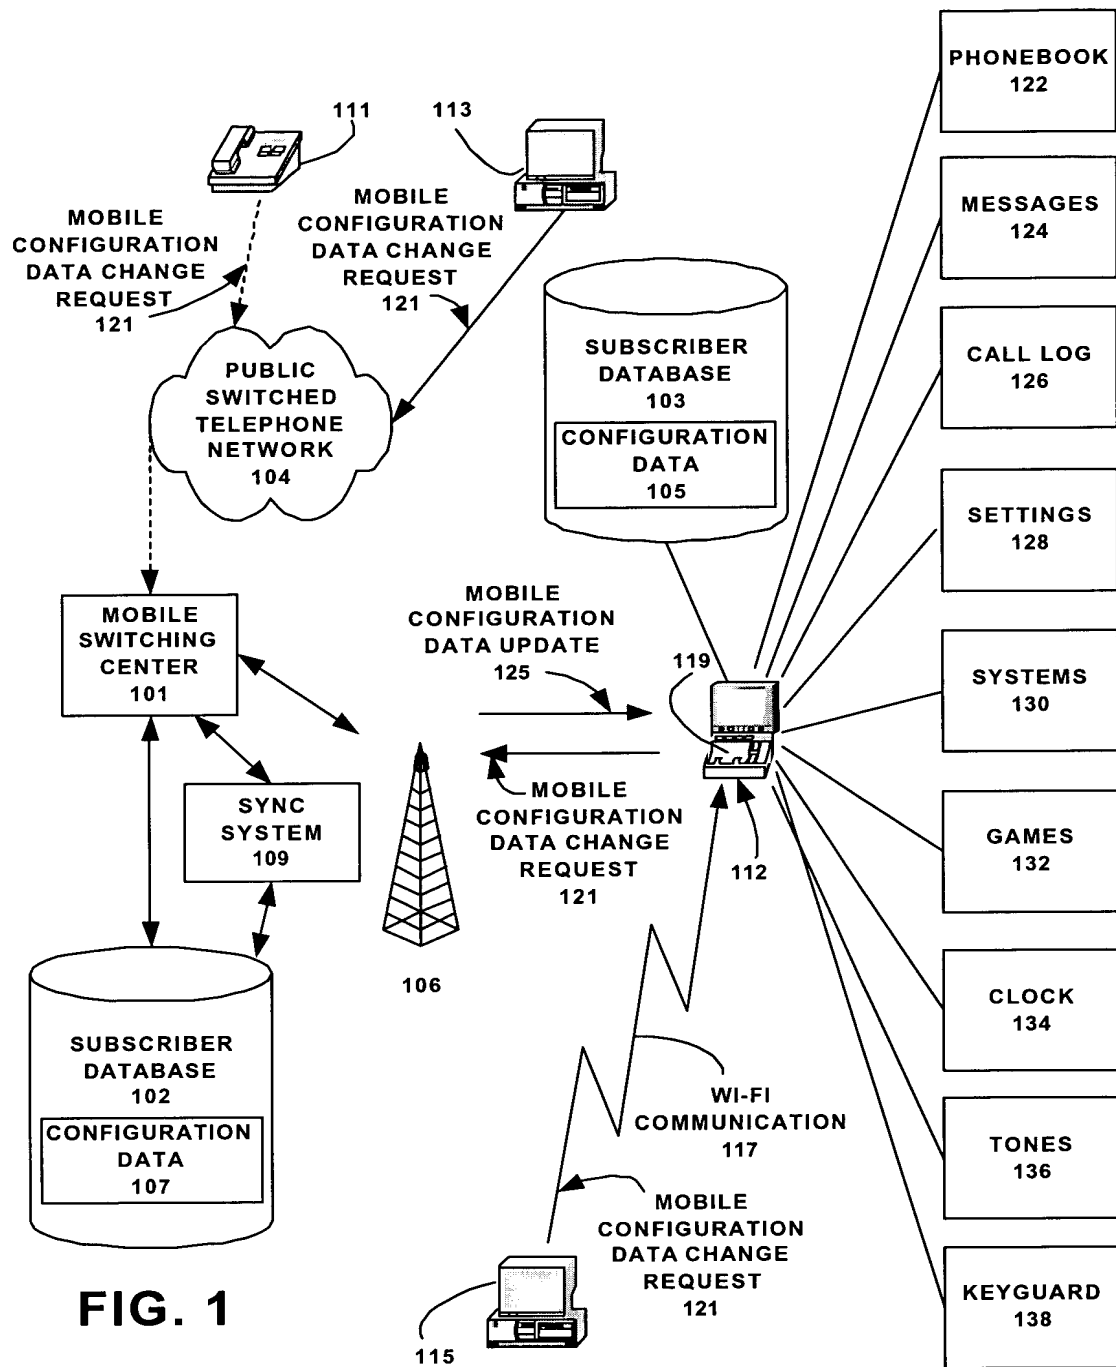 PHONEBOOK
122
111
113
MOBILE
CONFIGURATION
DATA CHANGE
REQUEST
121
MOBILE
CONFIGURATION
DATA CHANGE
REQUEST
121
MESSAGES
124
PUBLIC
SWITCHED
TELEPHONE
NETWORK
104
SUBSCRIBER
DATABASE
103
CONFIGURATION
DATA
105
CALL LOG
126
SETTINGS
128
MOBILE
SWITCHING
CENTER
101
MOBILE
CONFIGURATION
DATA UPDATE
125
119
SYSTEMS
130
SYNC
SYSTEM
109
MOBILE
CONFIGURATION
DATA CHANGE
REQUEST
121
112
GAMES
132
106
CLOCK
134
SUBSCRIBER
DATABASE
102
CONFIGURATION
DATA
107
WI-FI
COMMUNICATION
117
TONES
136
MOBILE
CONFIGURATION
DATA CHANGE
REQUEST
121
115
KEYGUARD
138
FIG. 1